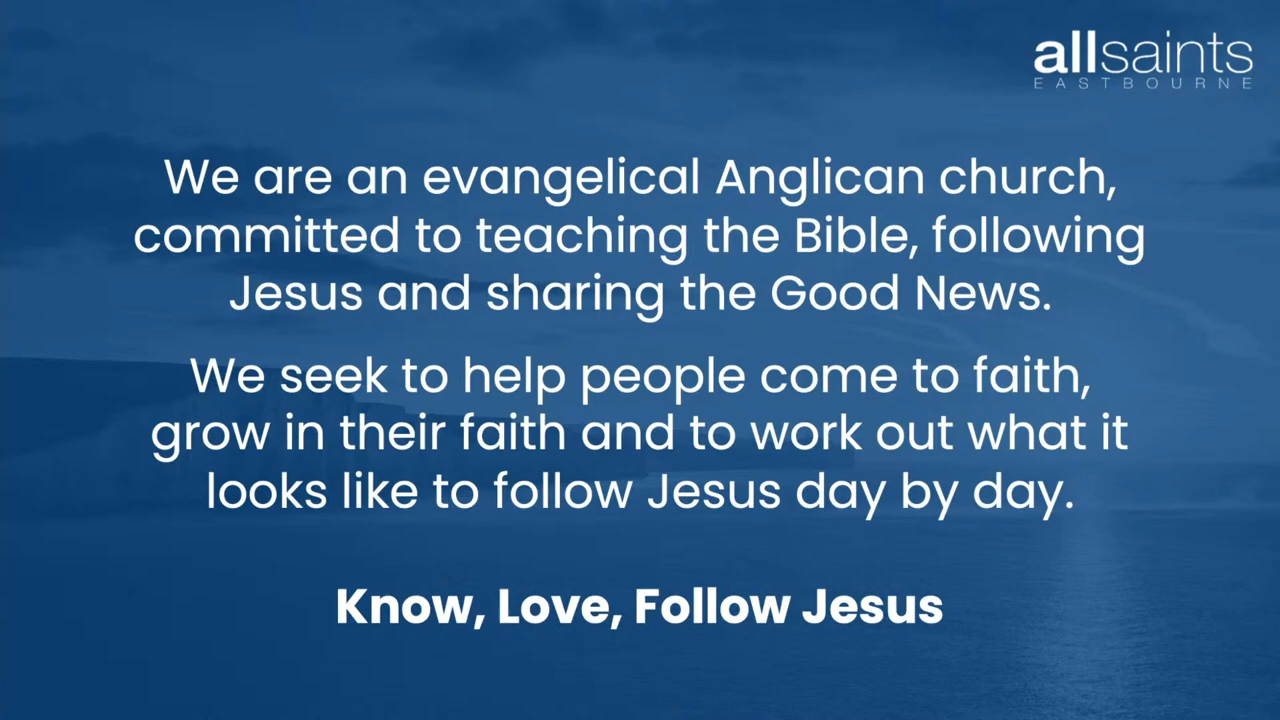 allsaints
EASTBOURNE
We are an evangelical Anglican church,
committed to teaching the Bible, following
Jesus and sharing the Good News.
We seek to help people come to faith,
grow in their faith and to work out what it
looks like to follow Jesus day by day.
Know, Love, Follow Jesus